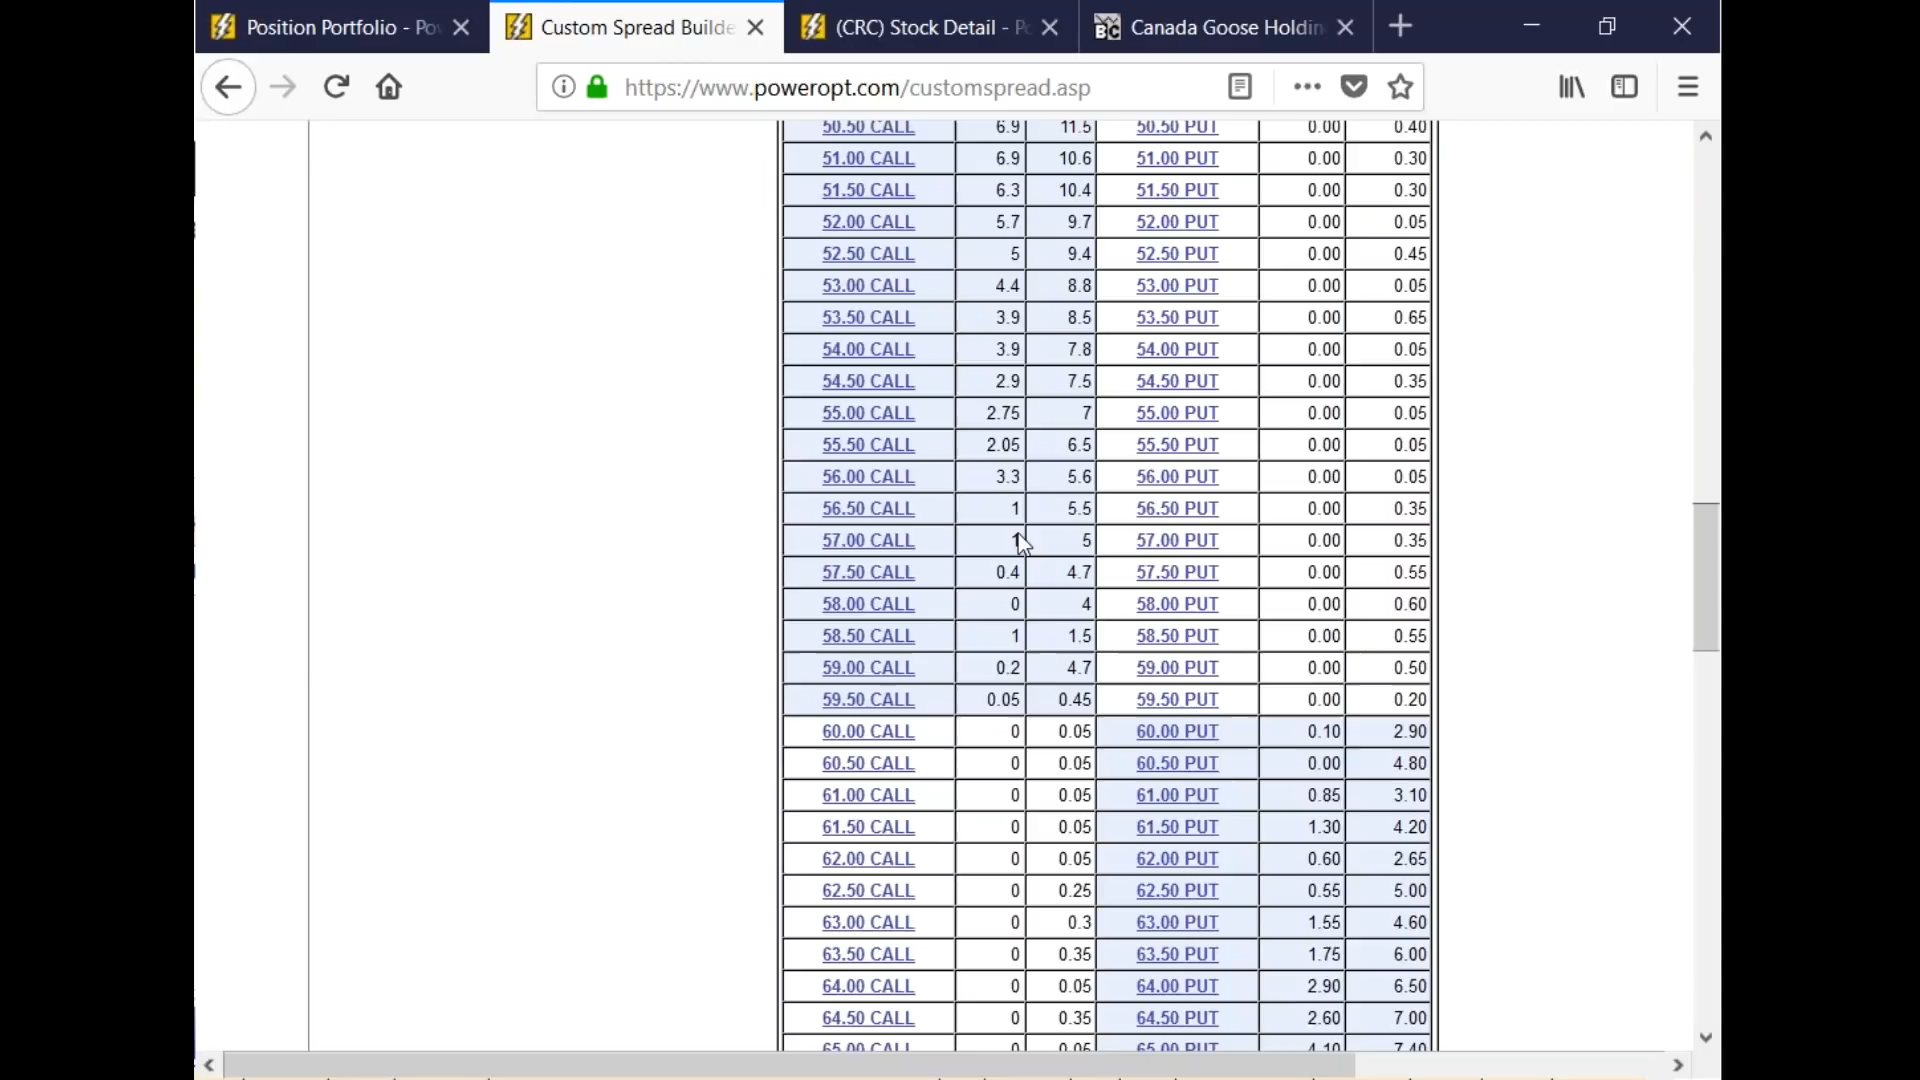 Position Portfolio - Po
Custom Spread Builde
(CRC) Stock Detail - P
Canada Goose Holdin
https://www.poweropt.com/customspread.asp
50.50 CALL 6.9 11.5 50.50 PUT 0.00 0.40
51.00 CALL 6.9 10.6 51.00 PUT 0.00 0.30
51.50 CALL 6.3 10.4 51.50 PUT 0.00 0.30
52.00 CALL 5.7 9.7 52.00 PUT 0.00 0.05
52.50 CALL 5 9.4 52.50 PUT 0.00 0.45
53.00 CALL 4.4 8.8 53.00 PUT 0.00 0.05
53.50 CALL 3.9 8.5 53.50 PUT 0.00 0.65
54.00 CALL 3.9 7.8 54.00 PUT 0.00 0.05
54.50 CALL 2.9 7.5 54.50 PUT 0.00 0.35
55.00 CALL 2.75 7 55.00 PUT 0.00 0.05
55.50 CALL 2.05 6.5 55.50 PUT 0.00 0.05
56.00 CALL 3.3 5.6 56.00 PUT 0.00 0.05
56.50 CALL 1 5.5 56.50 PUT 0.00 0.35
57.00 CALL 1 5 57.00 PUT 0.00 0.35
57.50 CALL 0.4 4.7 57.50 PUT 0.00 0.55
58.00 CALL 0 4 58.00 PUT 0.00 0.60
58.50 CALL 1 1.5 58.50 PUT 0.00 0.55
59.00 CALL 0.2 4.7 59.00 PUT 0.00 0.50
59.50 CALL 0.05 0.45 59.50 PUT 0.00 0.20
60.00 CALL 0 0.05 60.00 PUT 0.10 2.90
60.50 CALL 0 0.05 60.50 PUT 0.00 4.80
61.00 CALL 0 0.05 61.00 PUT 0.85 3.10
61.50 CALL 0 0.05 61.50 PUT 1.30 4.20
62.00 CALL 0 0.05 62.00 PUT 0.60 2.65
62.50 CALL 0 0.25 62.50 PUT 0.55 5.00
63.00 CALL 0 0.3 63.00 PUT 1.55 4.60
63.50 CALL 0 0.35 63.50 PUT 1.75 6.00
64.00 CALL 0 0.05 64.00 PUT 2.90 6.50
64.50 CALL 0 0.35 64.50 PUT 2.60 7.00
65.00 CALL 0 0.05 65.00 PUT 4.10 7.40